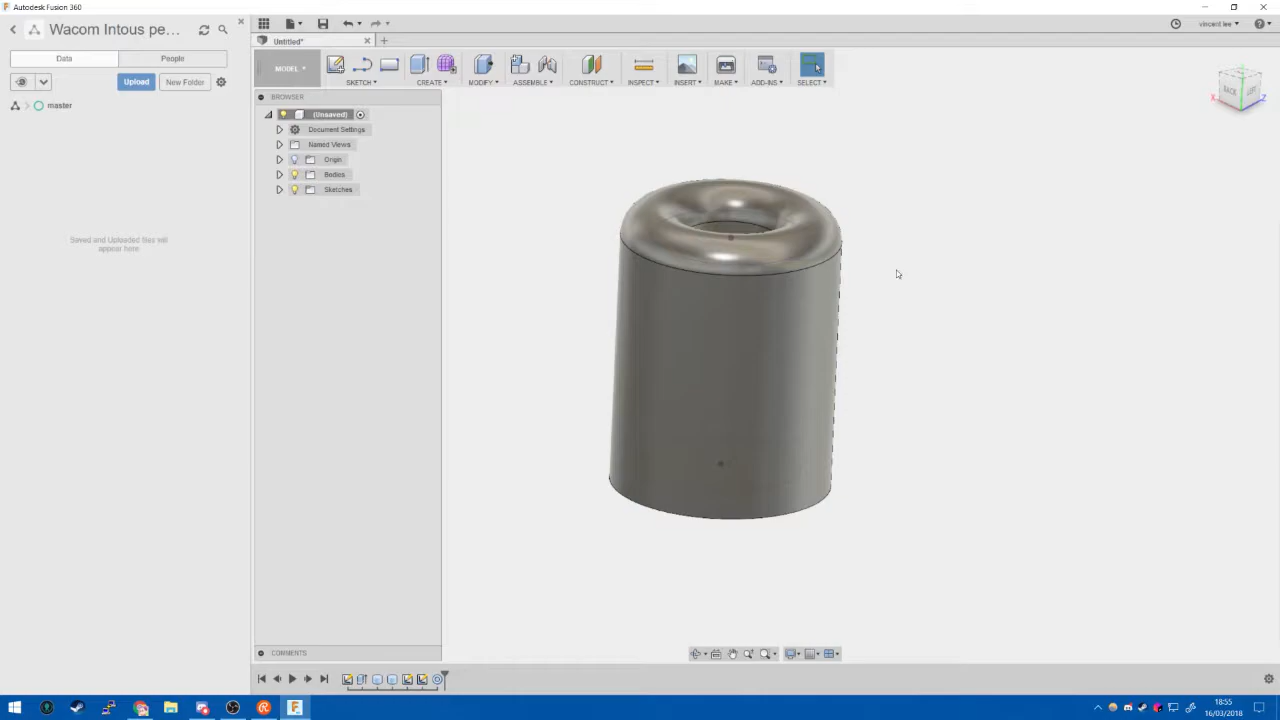 Autodesk Fusion 360
Wacom Intous pe...
vincent lee
Untitled*
Data
People
MODEL
SKETCH
CREATE
MODIFY
ASSEMBLE
CONSTRUCT
INSPECT
INSERT
MAKE
ADD-INS
SELECT
Upload
New Folder
BACK
LEFT
X
Z
BROWSER
master
(Unsaved)
Document Settings
Named Views
Origin
Bodies
Sketches
Saved and Uploaded files will
appear here
COMMENTS
18:55
16/03/2018